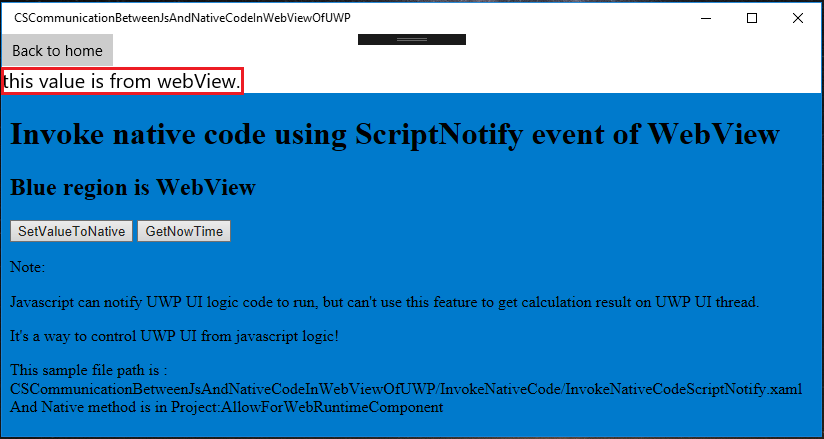 CSCommunicationBetweenJsAndNativeCodeInWebViewOfUWP
Back to home
this value is from webView.
Invoke native code using ScriptNotify event of WebView
Blue region is WebView
SetValueToNative GetNowTime
Note:
Javascript can notify UWP UI logic code to run, but can't use this feature to get calculation result on UWP UI thread.
It's a way to control UWP UI from javascript logic!
This sample file path is :
CSCommunicationBetweenJsAndNativeCodeInWebViewOfUWP/InvokeNativeCode/InvokeNativeCodeScriptNotify.xaml
And Native method is in Project:AllowForWebRuntimeComponent